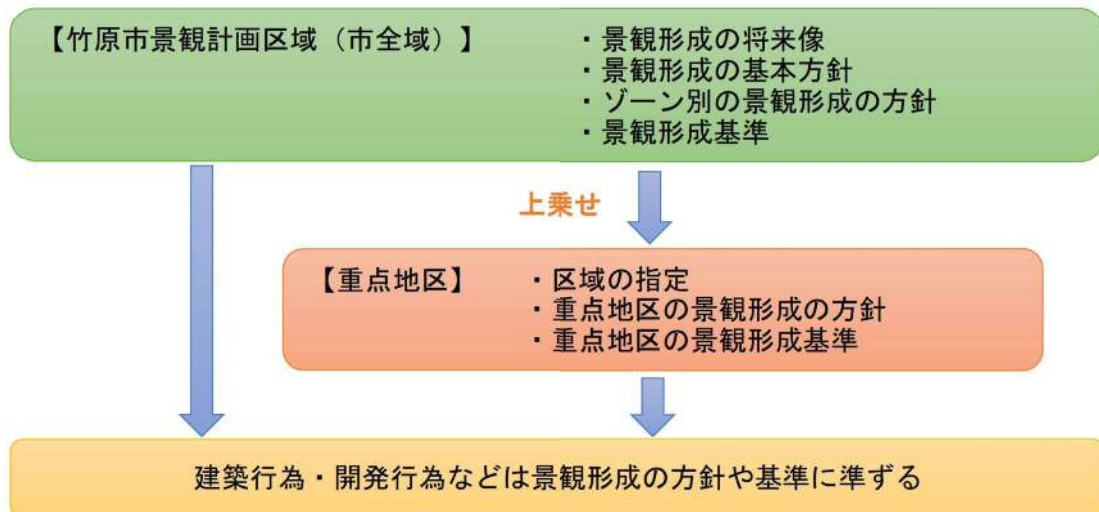 【竹原市景観計画区域（市全域）】
・景観形成の将来像
・景観形成の基本方針
・ゾーン別の景観形成の方針
・景観形成基準
上乗せ
【重点地区】
・区域の指定
・重点地区の景観形成の方針
・重点地区の景観形成基準
建築行為・開発行為などは景観形成の方針や基準に準ずる